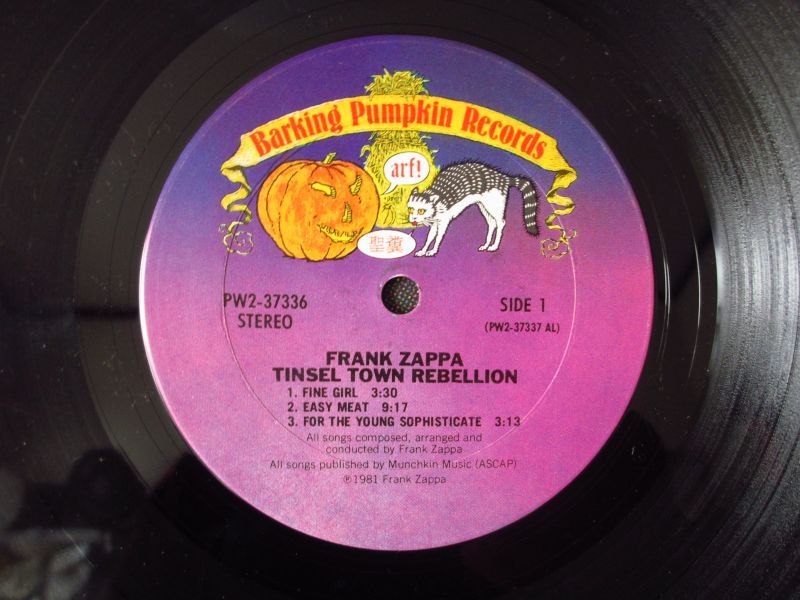 Barking Pumpkin Records
arf!
聖糞
PW2-37336
STEREO
SIDE 1
(PW2-37337 AL)
FRANK ZAPPA
TINSEL TOWN REBELLION
1. FINE GIRL 3:30
2. EASY MEAT 9:17
3. FOR THE YOUNG SOPHISTICATE 3:13
All songs composed, arranged and
conducted by Frank Zappa
All songs published by Munchkin Music (ASCAP)
℗1981 Frank Zappa